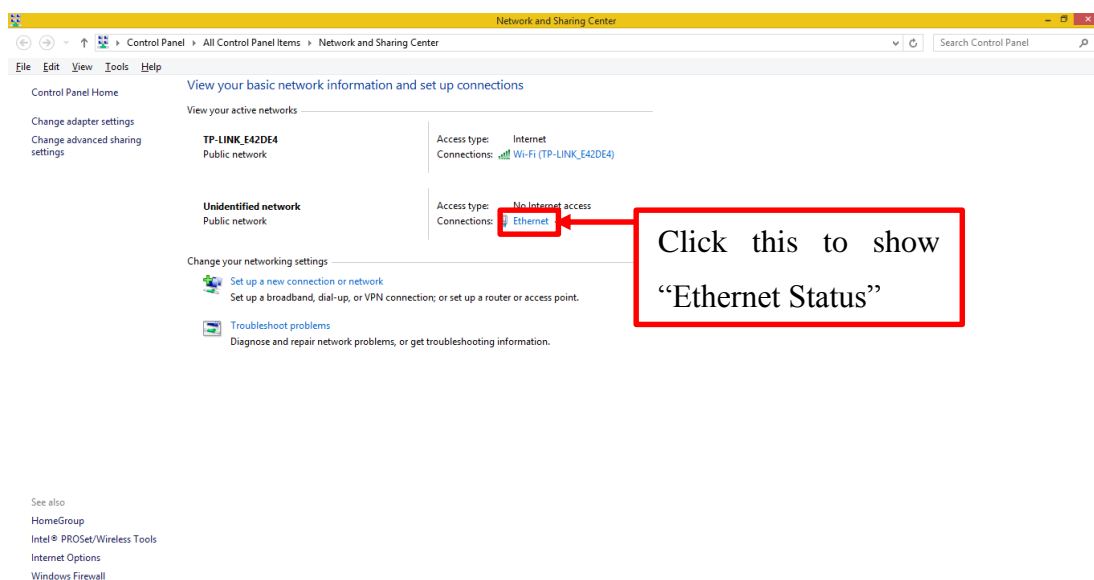 Network and Sharing Center
Control Panel ▸ All Control Panel Items ▸ Network and Sharing Center
Search Control Panel
File Edit View Tools Help
Control Panel Home
Change adapter settings
Change advanced sharing
settings
View your basic network information and set up connections
View your active networks
TP-LINK_E42DE4
Public network
Access type: Internet
Connections: Wi-Fi (TP-LINK_E42DE4)
Unidentified network
Public network
Access type: No Internet access
Connections: Ethernet
Click this to show
“Ethernet Status”
Change your networking settings
Set up a new connection or network
Set up a broadband, dial-up, or VPN connection; or set up a router or access point.
Troubleshoot problems
Diagnose and repair network problems, or get troubleshooting information.
See also
HomeGroup
Intel® PROSet/Wireless Tools
Internet Options
Windows Firewall